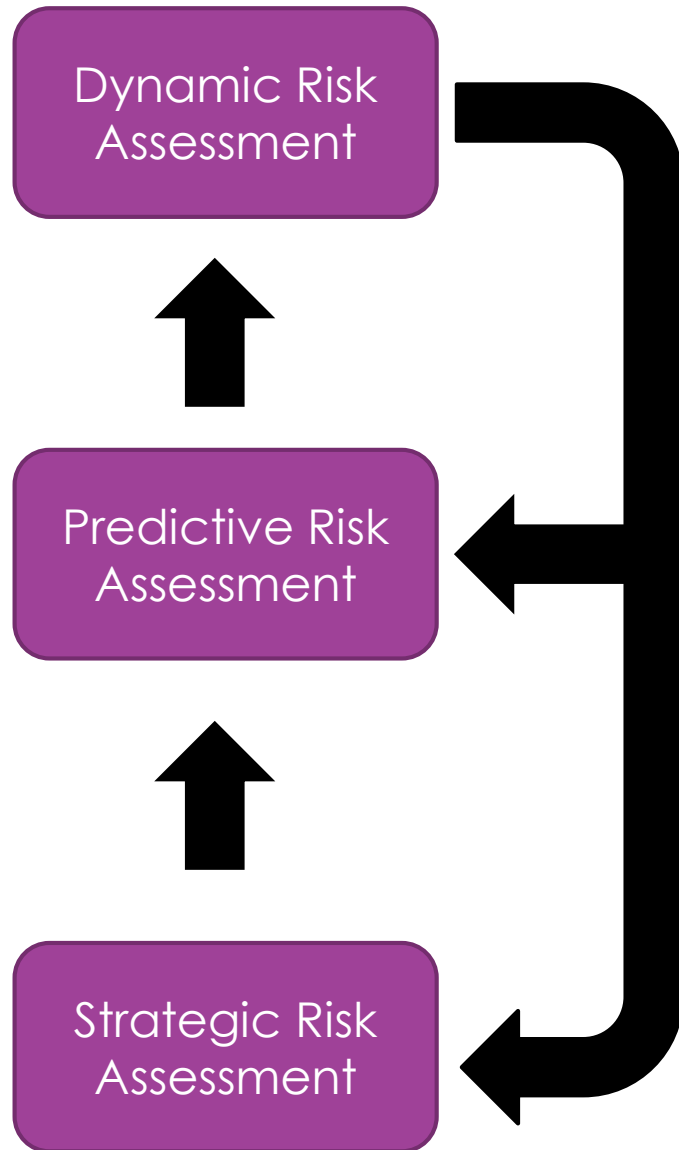 Dynamic Risk
Assessment
Predictive Risk
Assessment
Strategic Risk
Assessment